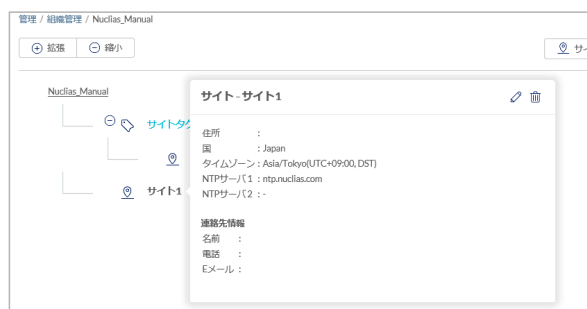 管理 / 組織管理 / Nuclias_Manual
拡張
縮小
サイ
Nuclias_Manual
サイトタグ
サイト1
サイト - サイト1
住所 :
国 : Japan
タイムゾーン : Asia/Tokyo(UTC+09:00, DST)
NTPサーバ1 : ntp.nuclias.com
NTPサーバ2 : -
連絡先情報
名前 :
電話 :
Eメール :